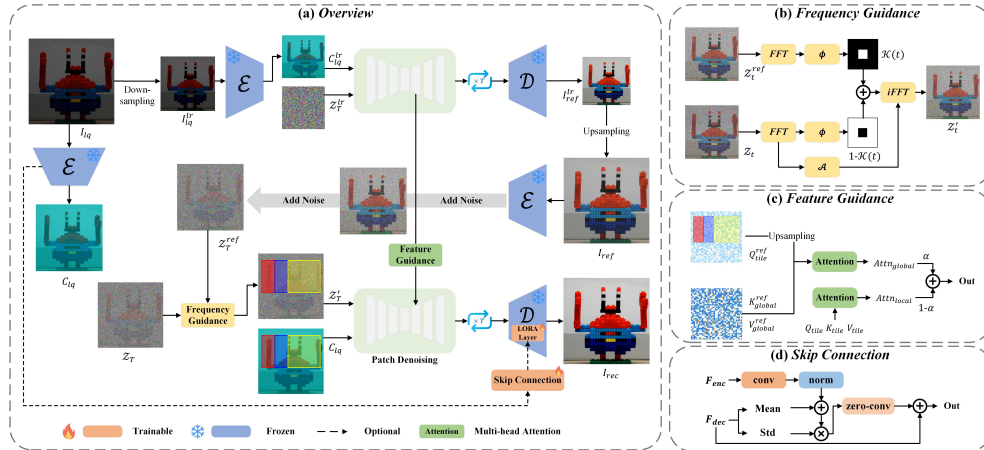 (a) Overview
I_lq
Down-
sampling
I_lq^lr
ℰ
C_lq^lr
Z_T^lr
×T
𝒟
I_ref^lr
Upsampling
ℰ
C_lq
Add Noise
Add Noise
ℰ
I_ref
Z_T^ref
Feature
Guidance
Z_T
Frequency
Guidance
Z_T'
C_lq
Patch Denoising
×T
𝒟
LORA
Layer
I_rec
Skip Connection
Trainable
Frozen
Optional
Attention
Multi-head Attention
(b) Frequency Guidance
Z_t^ref
FFT
ϕ
𝒦(t)
iFFT
Z_t'
Z_t
FFT
ϕ
1-𝒦(t)
𝒜
(c) Feature Guidance
Q_tile^ref
Upsampling
Attention
Attn_global
α
Out
K_global^ref
V_global^ref
Attention
Attn_local
1-α
Q_tile K_tile V_tile
(d) Skip Connection
F_enc
conv
norm
F_dec
Mean
Std
zero-conv
Out